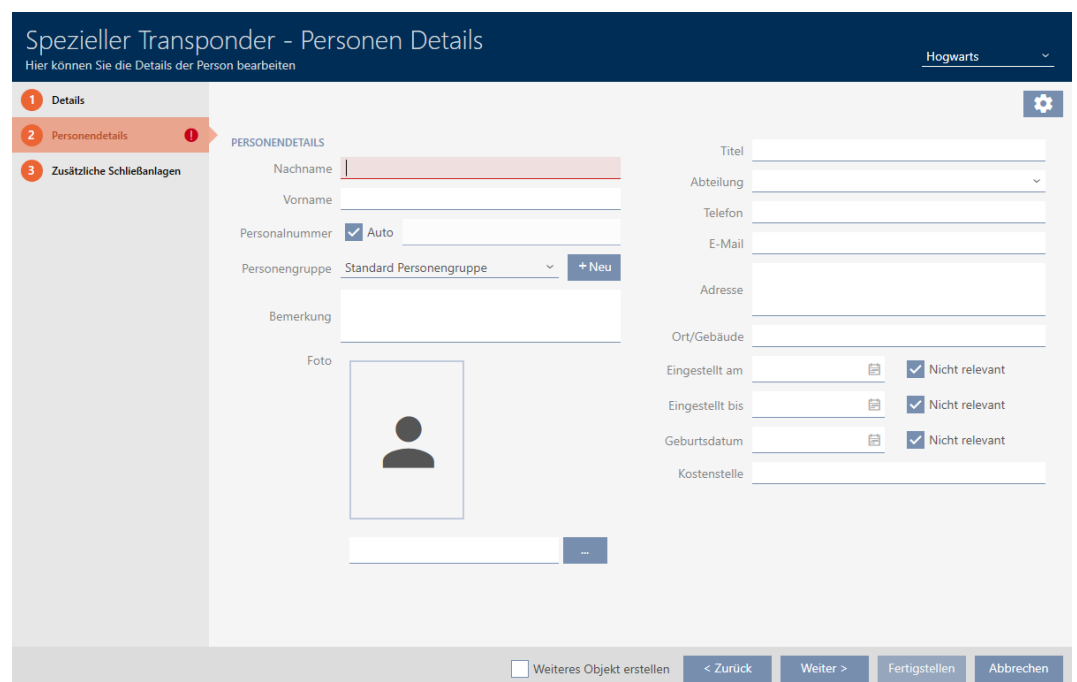 Spezieller Transponder - Personen Details
Hier können Sie die Details der Person bearbeiten
Hogwarts
1 Details
2 Personendetails !
3 Zusätzliche Schließanlagen
PERSONENDETAILS
Nachname
Vorname
Personalnummer Auto
Personengruppe Standard Personengruppe + Neu
Bemerkung
Foto
...
Titel
Abteilung
Telefon
E-Mail
Adresse
Ort/Gebäude
Eingestellt am Nicht relevant
Eingestellt bis Nicht relevant
Geburtsdatum Nicht relevant
Kostenstelle
Weiteres Objekt erstellen < Zurück Weiter > Fertigstellen Abbrechen